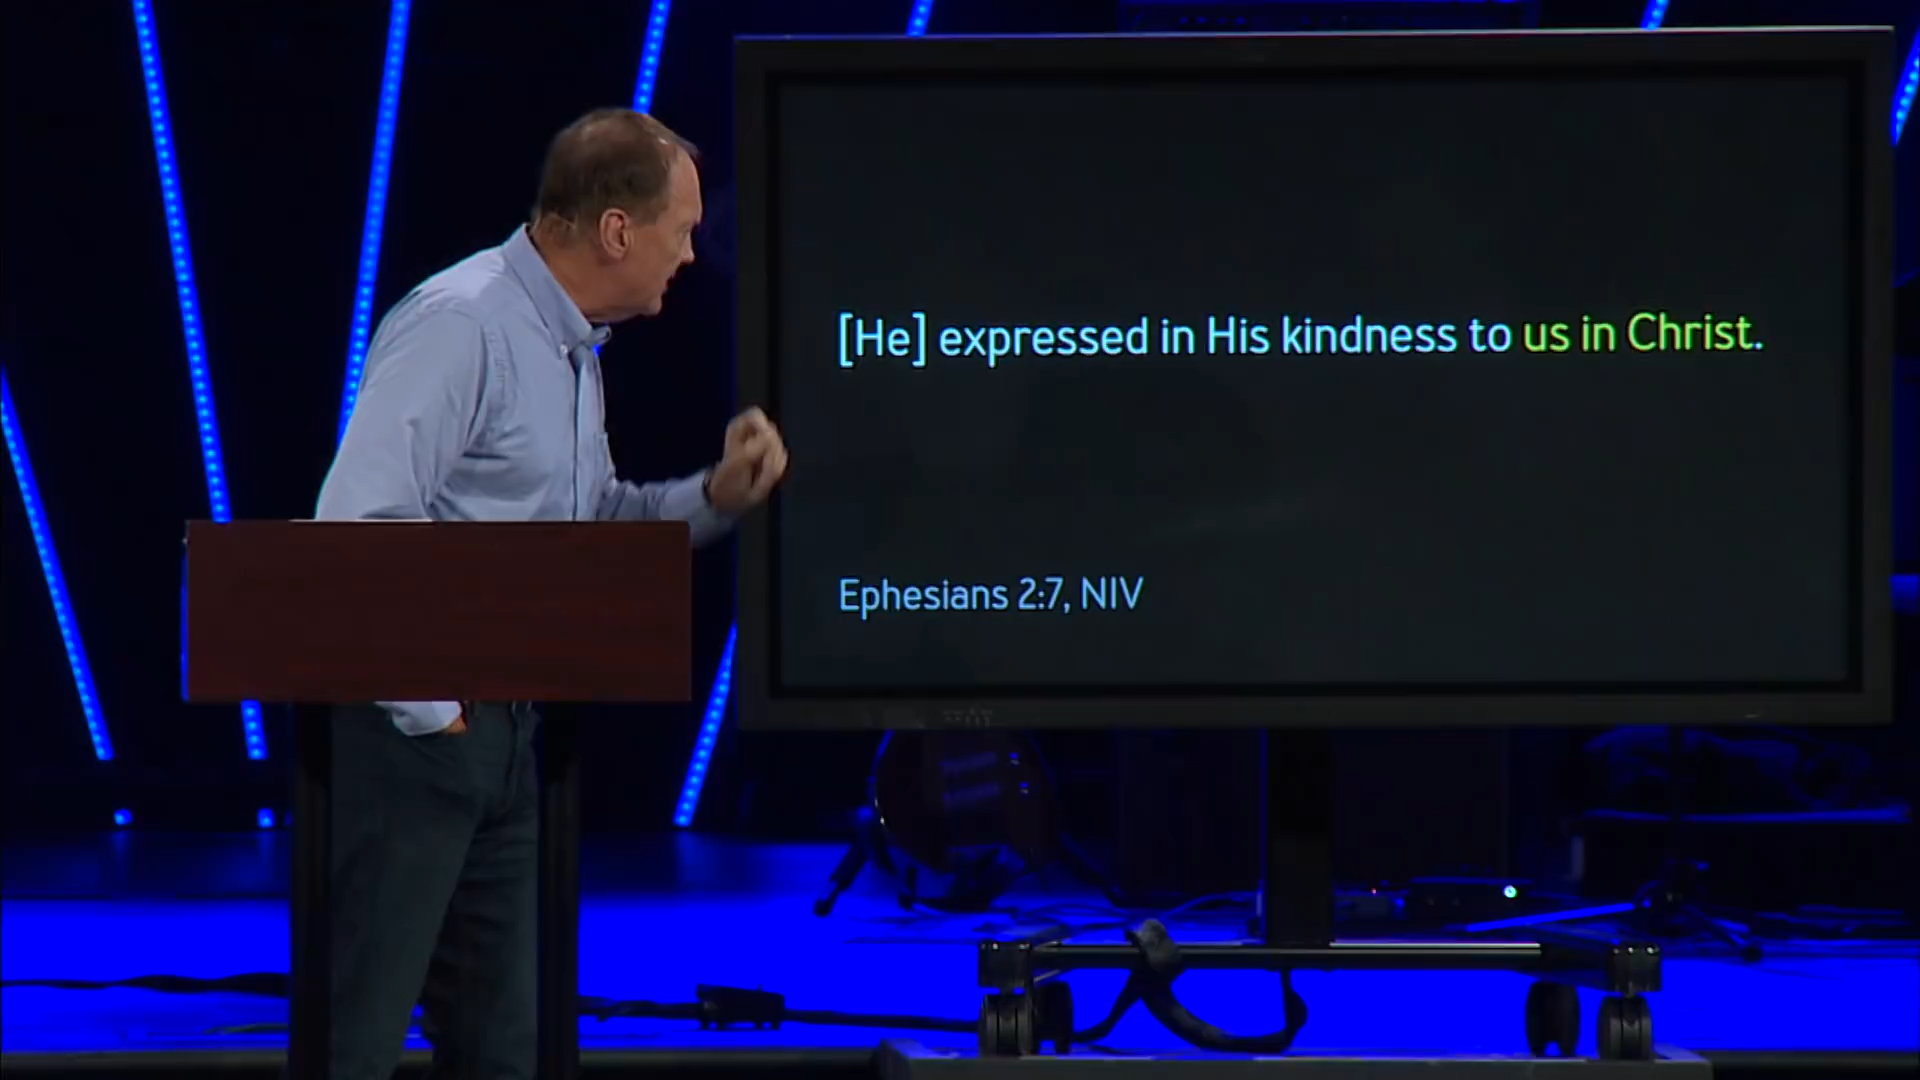 [He] expressed in His kindness to us in Christ.
Ephesians 2:7, NIV